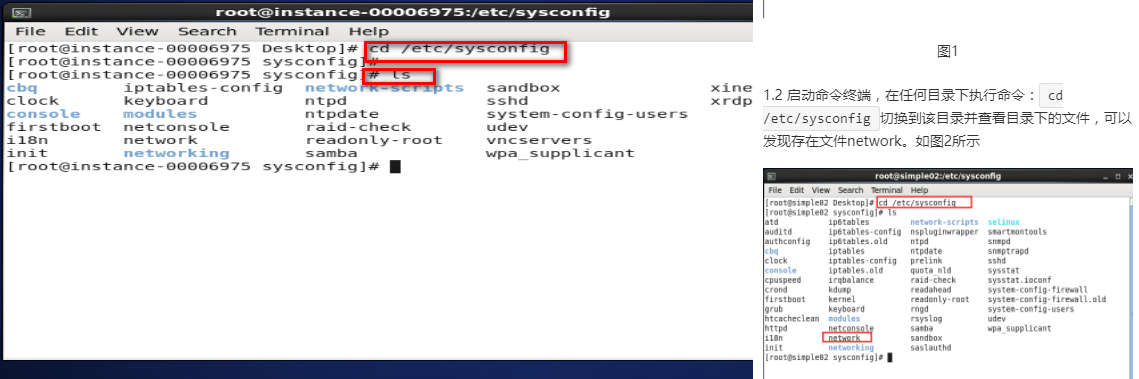 root@instance-00006975:/etc/sysconfig
File Edit View Search Terminal Help
[root@instance-00006975 Desktop]# cd /etc/sysconfig
[root@instance-00006975 sysconfig]#
[root@instance-00006975 sysconfig]# ls
cbq iptables-config network-scripts sandbox xine
clock keyboard ntpd sshd xrdp
console modules ntpdate system-config-users
firstboot netconsole raid-check udev
i18n network readonly-root vncservers
init networking samba wpa_supplicant
[root@instance-00006975 sysconfig]#
图1
1.2 启动命令终端，在任何目录下执行命令： cd
/etc/sysconfig 切换到该目录并查看目录下的文件，可以
发现存在文件network。如图2所示
root@simple02:/etc/sysconfig
File Edit View Search Terminal Help
[root@simple02 Desktop]# cd /etc/sysconfig
[root@simple02 sysconfig]# ls
atd ip6tables network-scripts selinux
auditd ip6tables-config nspluginwrapper smartmontools
authconfig ip6tables.old ntpd snmpd
cbq iptables ntpdate snmptrapd
clock iptables-config prelink sshd
console iptables.old quota_nld sysstat
cpuspeed irqbalance raid-check sysstat.ioconf
crond kdump readahead system-config-firewall
firstboot kernel readonly-root system-config-firewall.old
grub keyboard rngd system-config-users
htcacheclean modules rsyslog udev
httpd netconsole samba wpa_supplicant
i18n network sandbox
init networking saslauthd
[root@simple02 sysconfig]#